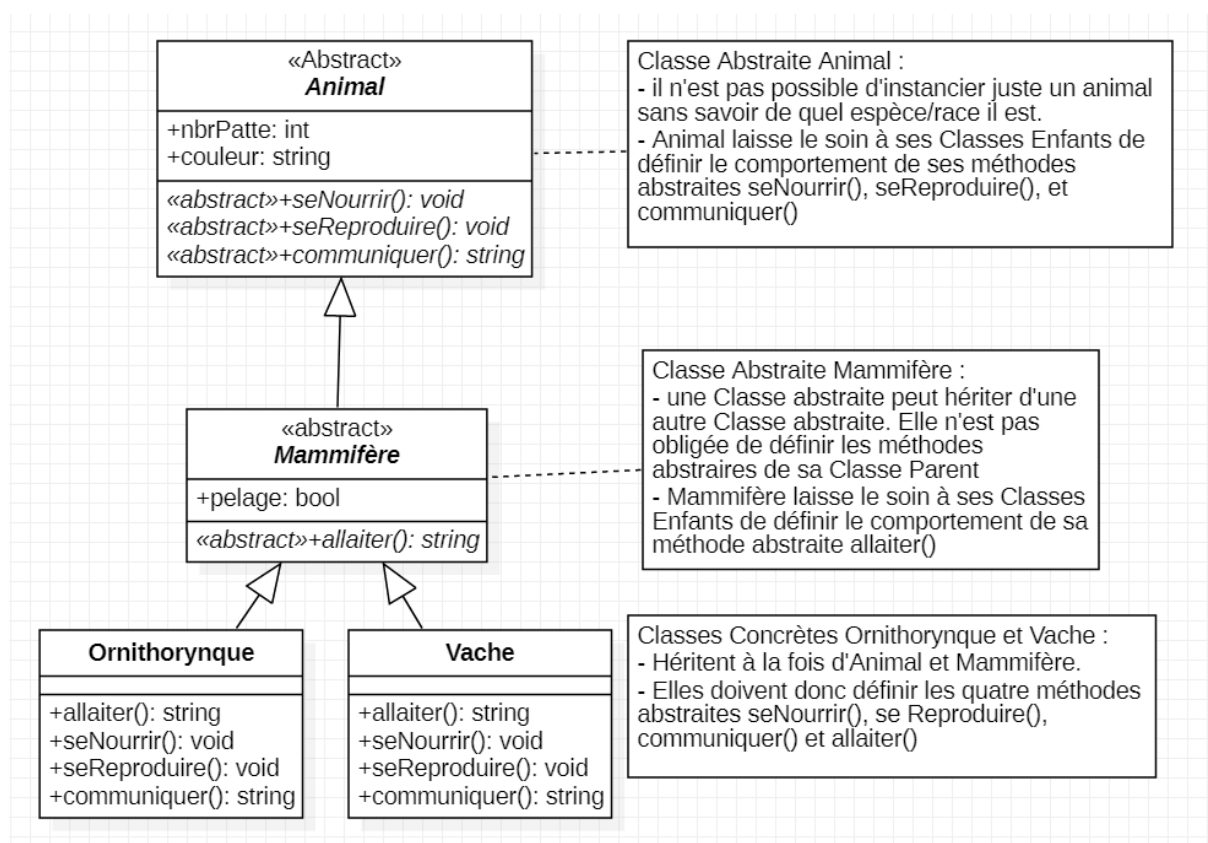 «Abstract»
Animal
+nbrPatte: int
+couleur: string
«abstract»+seNourrir(): void
«abstract»+seReproduire(): void
«abstract»+communiquer(): string
Classe Abstraite Animal :
- il n'est pas possible d'instancier juste un animal
sans savoir de quel espèce/race il est.
- Animal laisse le soin à ses Classes Enfants de
définir le comportement de ses méthodes
abstraites seNourrir(), seReproduire(), et
communiquer()
«abstract»
Mammifère
+pelage: bool
«abstract»+allaiter(): string
Classe Abstraite Mammifère :
- une Classe abstraite peut hériter d'une
autre Classe abstraite. Elle n'est pas
obligée de définir les méthodes
abstraires de sa Classe Parent
- Mammifère laisse le soin à ses Classes
Enfants de définir le comportement de sa
méthode abstraite allaiter()
Ornithorynque
+allaiter(): string
+seNourrir(): void
+seReproduire(): void
+communiquer(): string
Vache
+allaiter(): string
+seNourrir(): void
+seReproduire(): void
+communiquer(): string
Classes Concrètes Ornithorynque et Vache :
- Héritent à la fois d'Animal et Mammifère.
- Elles doivent donc définir les quatre méthodes
abstraites seNourrir(), se Reproduire(),
communiquer() et allaiter()